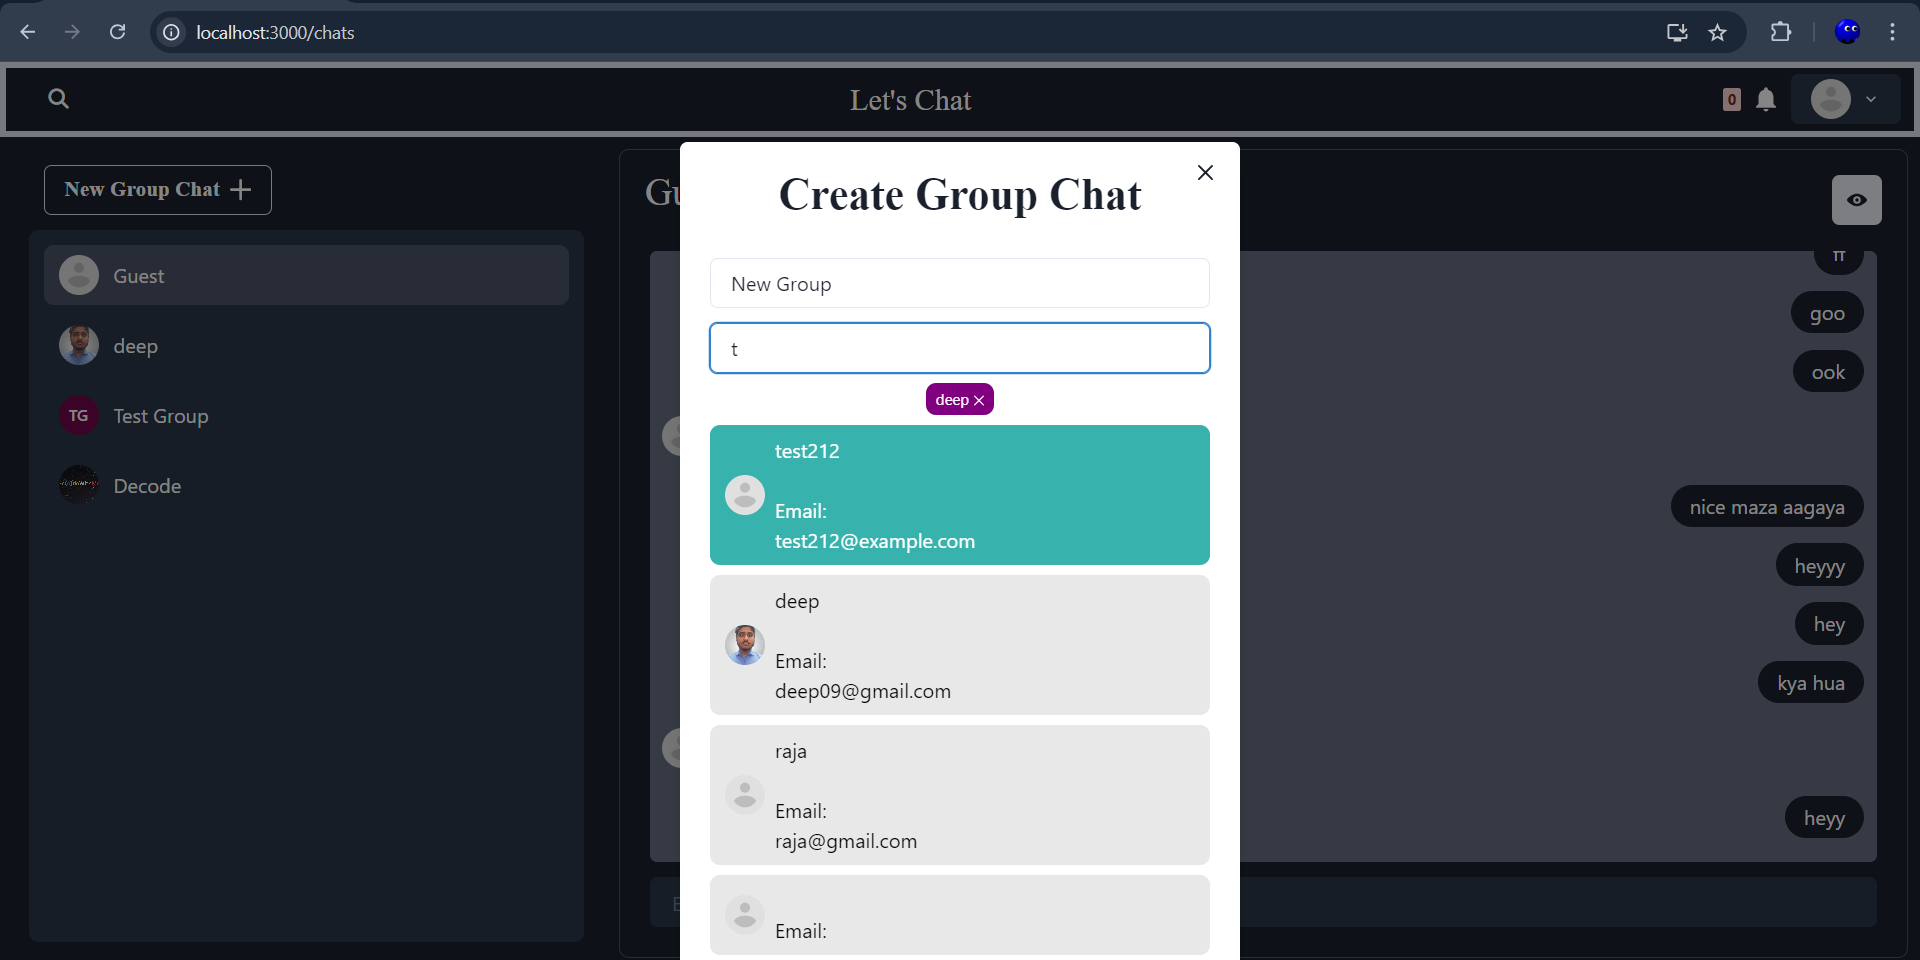 localhost:3000/chats
Let's Chat
0
New Group Chat
Guest
deep
TG
Test Group
Decode
Gu
goo
ook
nice maza aagaya
heyyy
hey
kya hua
heyy
Create Group Chat
New Group
t
deep
test212
Email:
test212@example.com
deep
Email:
deep09@gmail.com
raja
Email:
raja@gmail.com
Email: